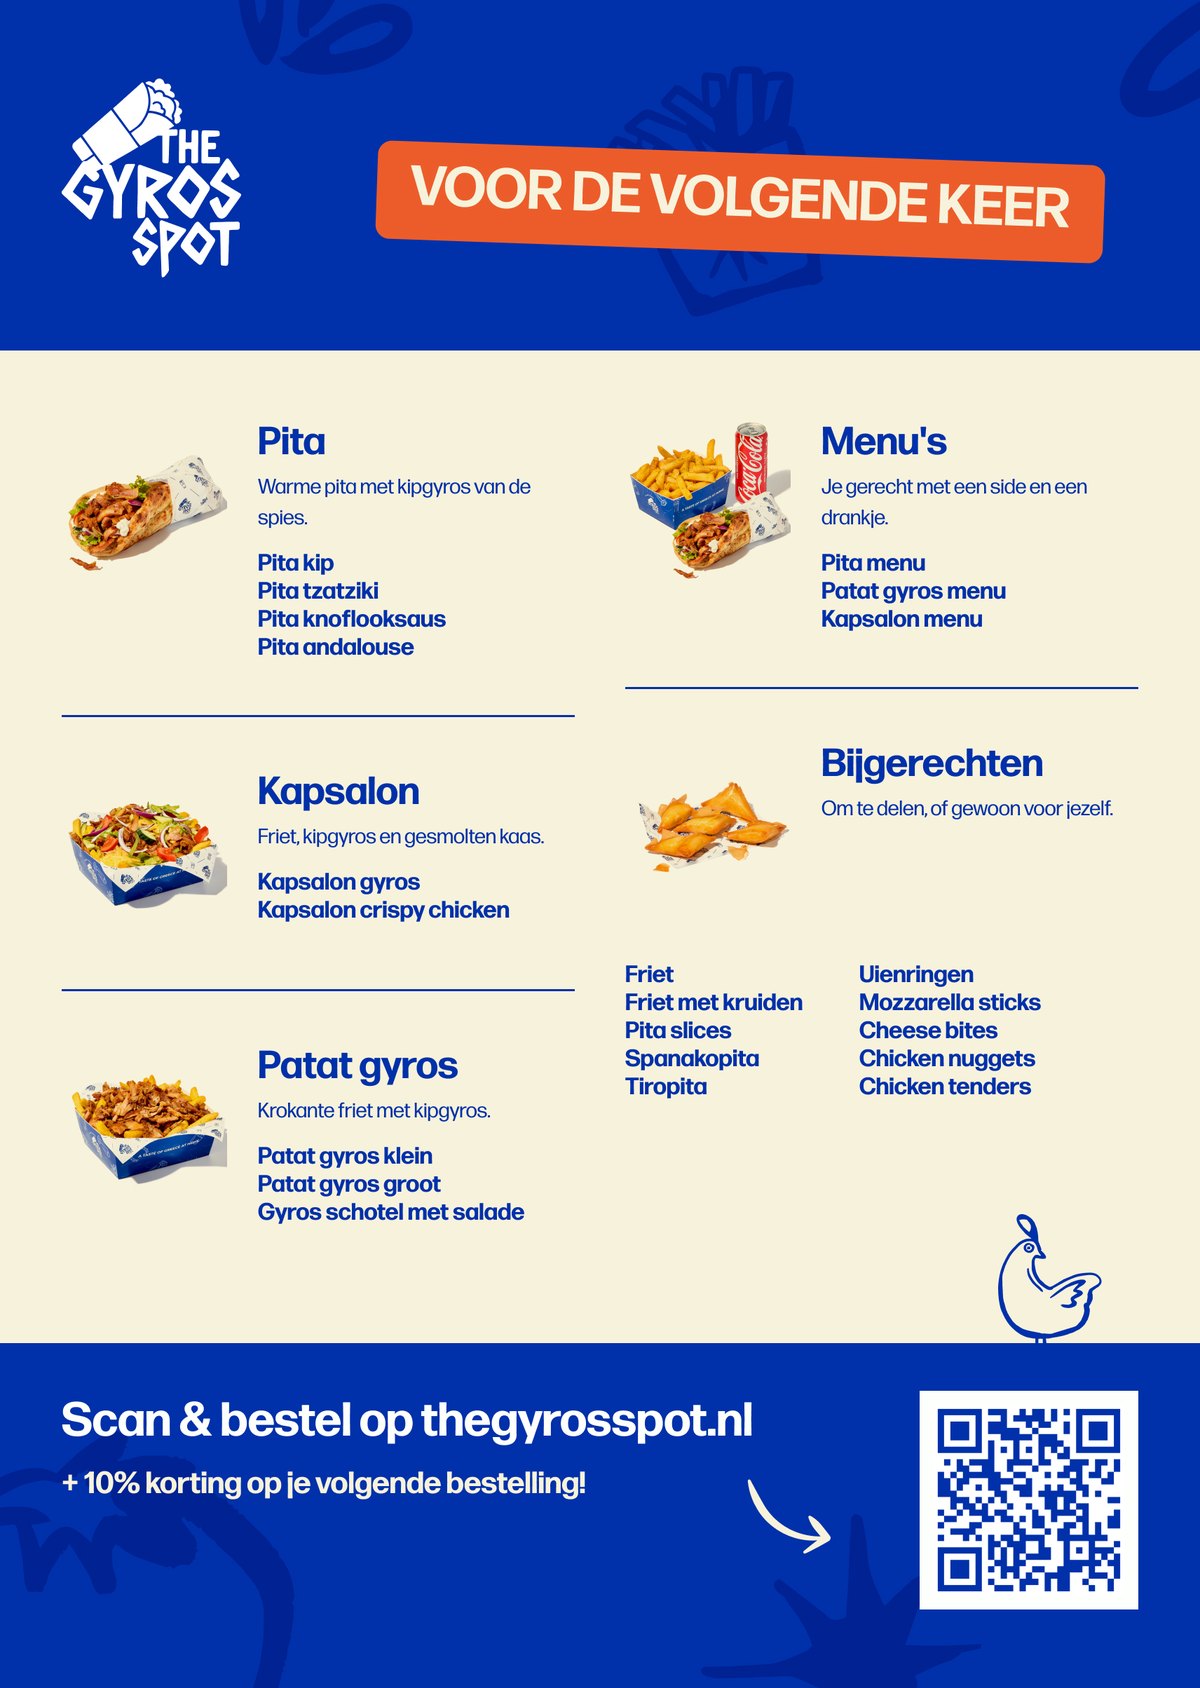 THE
GYROS
SPOT
VOOR DE VOLGENDE KEER
Pita
Warme pita met kipgyros van de
spies.
Pita kip
Pita tzatziki
Pita knoflooksaus
Pita andalouse
Kapsalon
Friet, kipgyros en gesmolten kaas.
Kapsalon gyros
Kapsalon crispy chicken
Patat gyros
Krokante friet met kipgyros.
Patat gyros klein
Patat gyros groot
Gyros schotel met salade
Menu's
Je gerecht met een side en een
drankje.
Pita menu
Patat gyros menu
Kapsalon menu
Coca-Cola
Bijgerechten
Om te delen, of gewoon voor jezelf.
Friet
Friet met kruiden
Pita slices
Spanakopita
Tiropita
Uienringen
Mozzarella sticks
Cheese bites
Chicken nuggets
Chicken tenders
Scan & bestel op thegyrosspot.nl
+ 10% korting op je volgende bestelling!